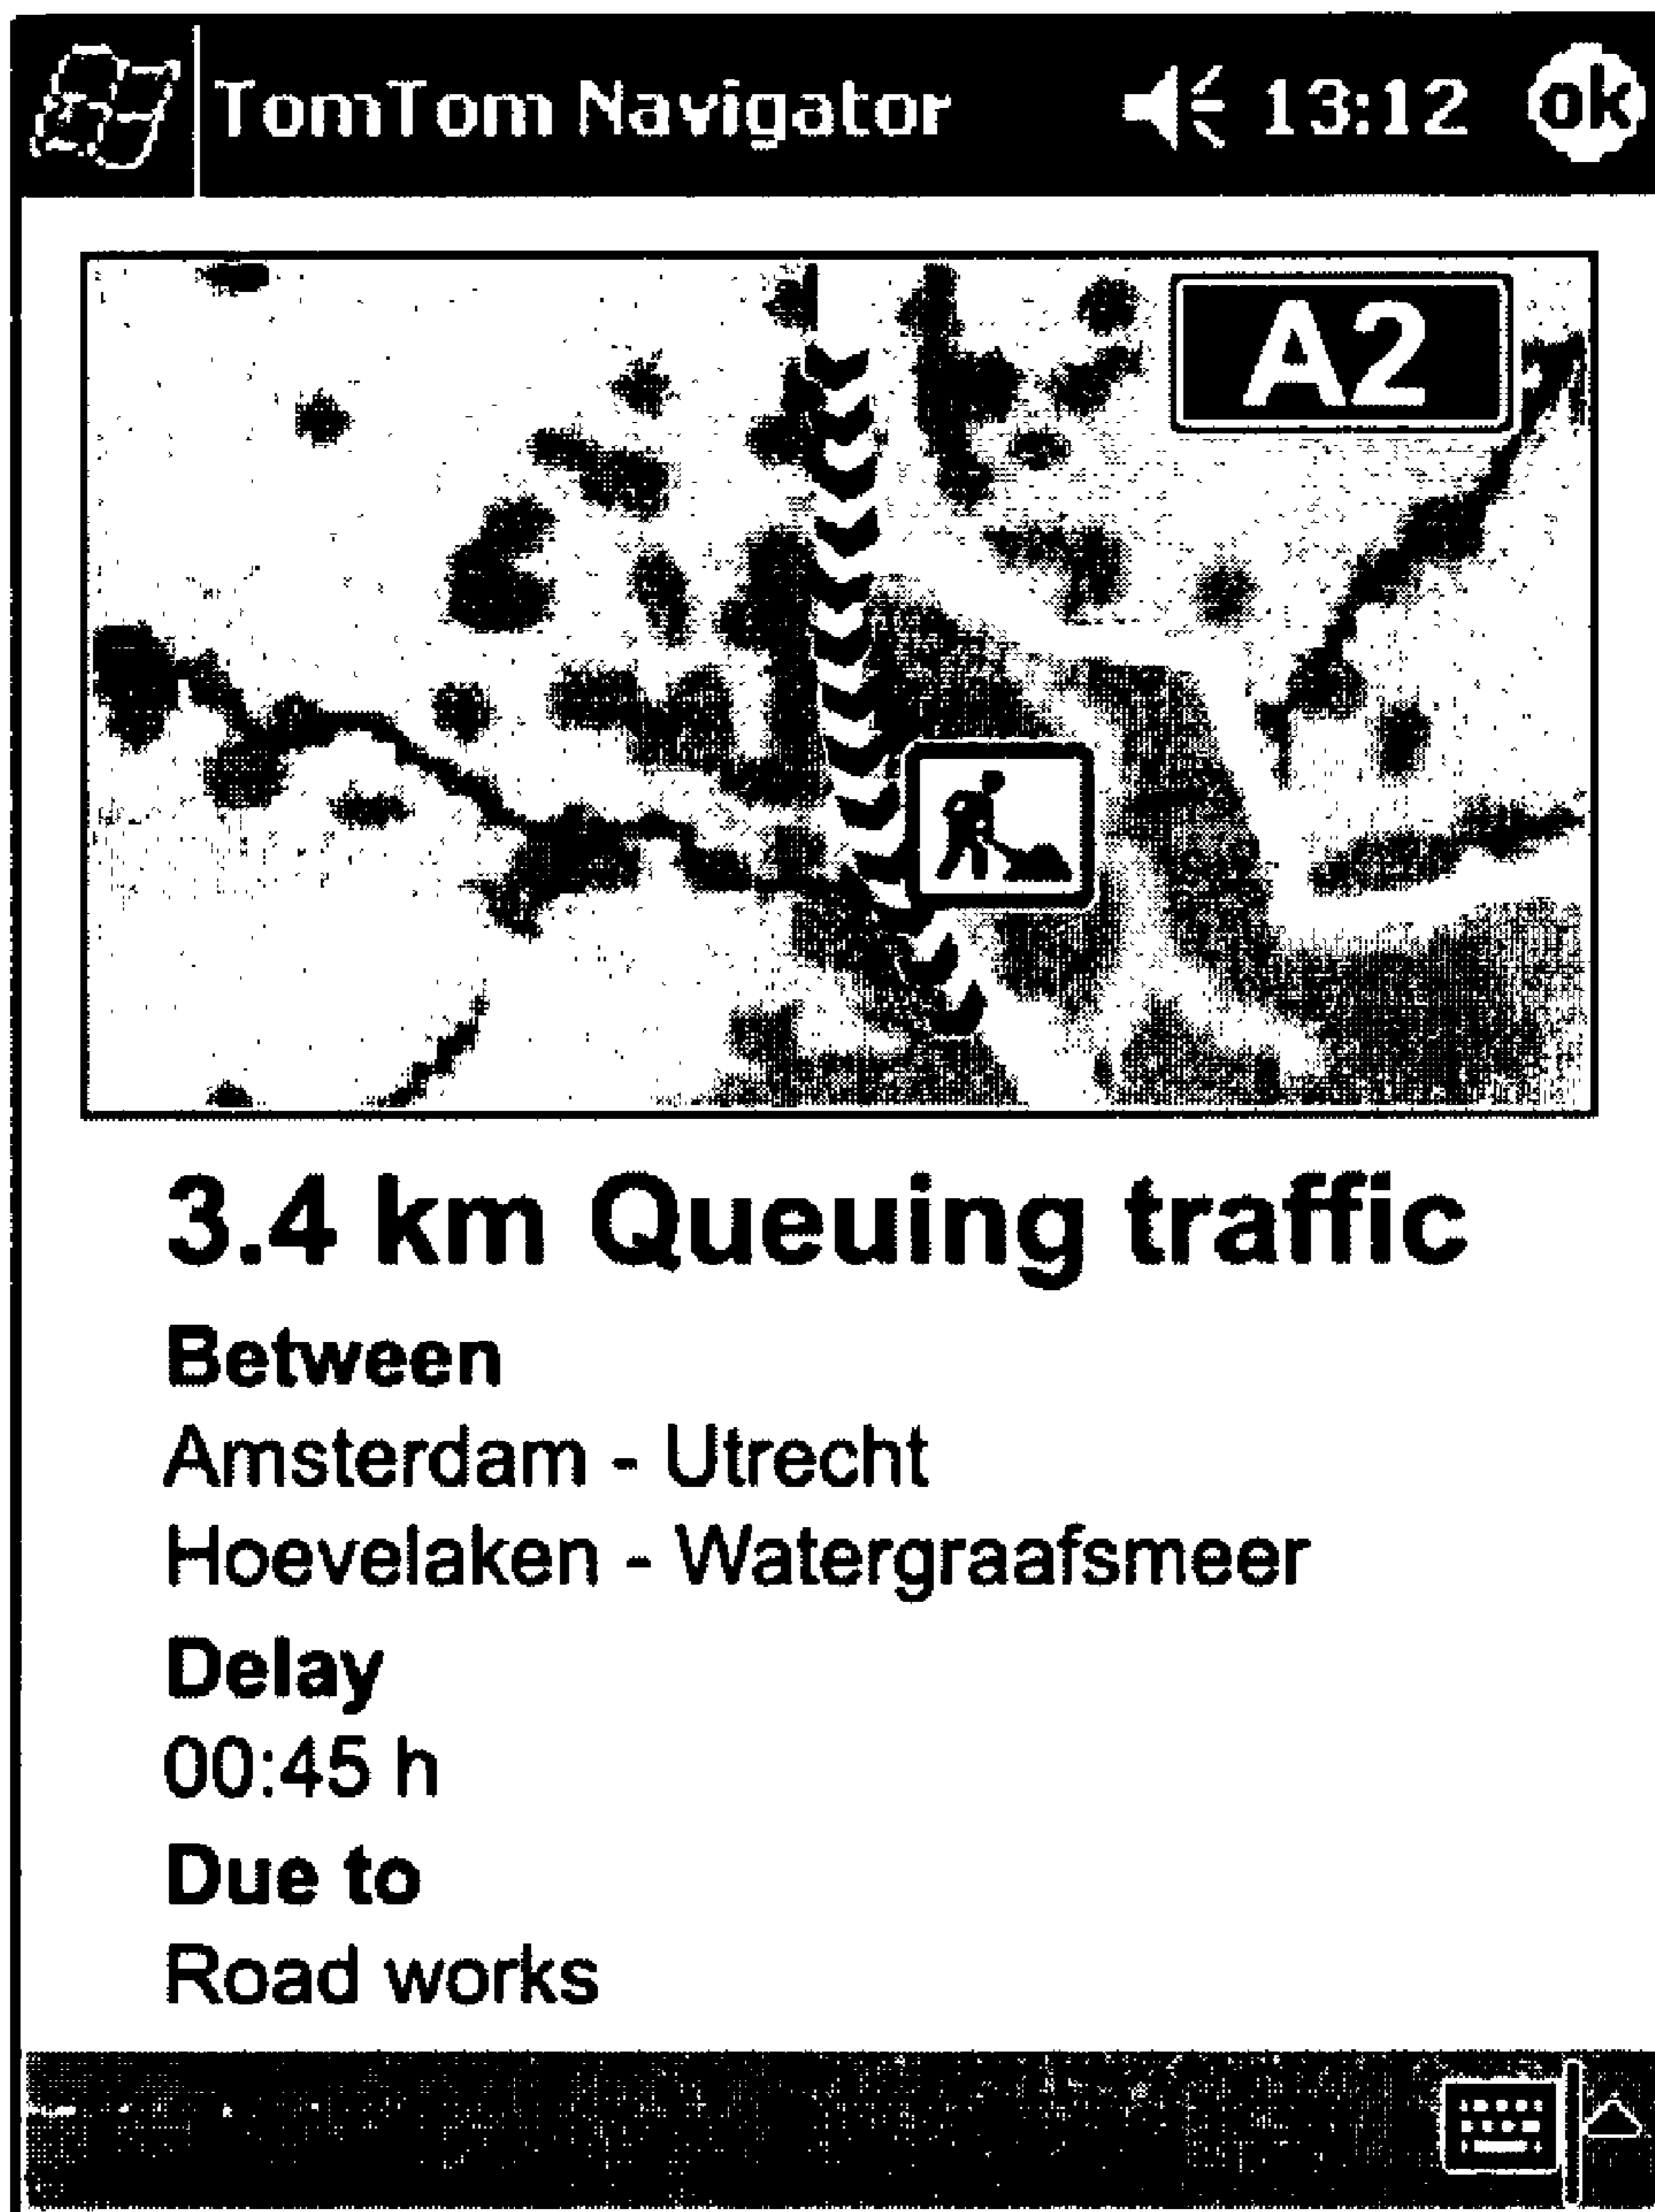 TomTom Navigator 13:12 ok
A2
3.4 km Queuing traffic
Between
Amsterdam - Utrecht
Hoevelaken - Watergraafsmeer
Delay
00:45 h
Due to
Road works